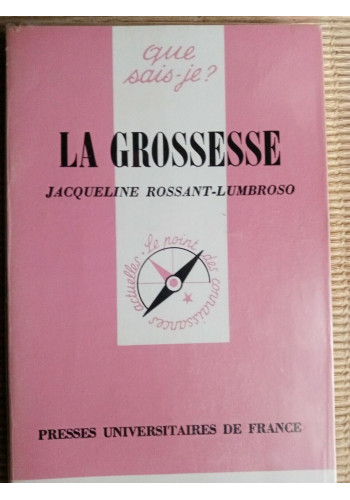 que
sais-je?
LA GROSSESSE
JACQUELINE ROSSANT-LUMBROSO
Le point des connaissances actuelles
PRESSES UNIVERSITAIRES DE FRANCE